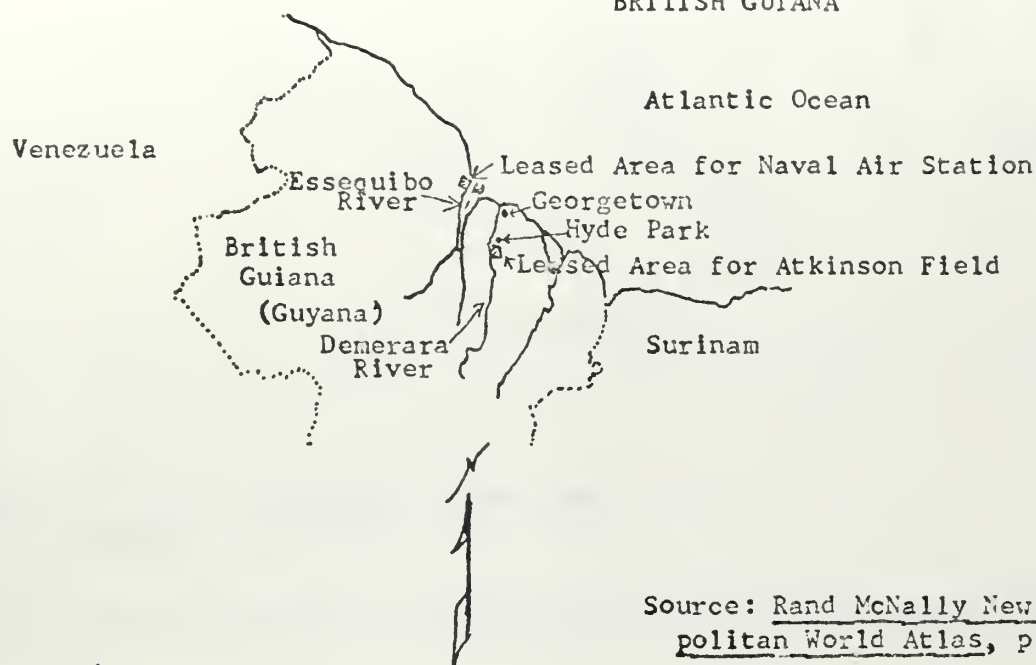 BRITISH GUIANA
Atlantic Ocean
Venezuela
Leased Area for Naval Air Station
Essequibo
River
Georgetown
Hyde Park
British
Guiana
(Guyana)
Leased Area for Atkinson Field
Demerara
River
Surinam
N
Source: Rand McNally New
politan World Atlas, p